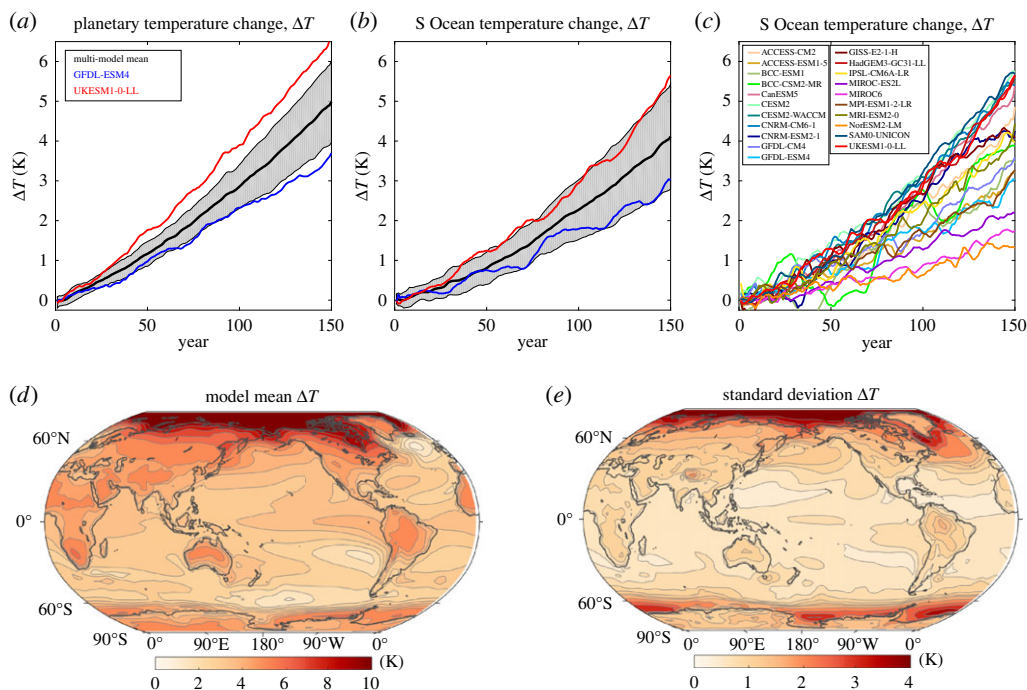 (a) planetary temperature change, ΔT
6
5
4
3
2
1
0
ΔT (K)
multi-model mean
GFDL-ESM4
UKESM1-0-LL
0 50 100 150
year
(b) S Ocean temperature change, ΔT
6
5
4
3
2
1
0
ΔT (K)
0 50 100 150
year
(c) S Ocean temperature change, ΔT
6
5
4
3
2
1
0
ΔT (K)
ACCESS-CM2
ACCESS-ESM1-5
BCC-ESM1
BCC-CSM2-MR
CanESM5
CESM2
CESM2-WACCM
CNRM-CM6-1
CNRM-ESM2-1
GFDL-CM4
GFDL-ESM4
GISS-E2-1-H
HadGEM3-GC31-LL
IPSL-CM6A-LR
MIROC-ES2L
MIROC6
MPI-ESM1-2-LR
MRI-ESM2-0
NorESM2-LM
SAM0-UNICON
UKESM1-0-LL
0 50 100 150
year
(d) model mean ΔT
60°N
0°
60°S
90°S
0° 90°E 180° 90°W 0°
(K)
0 2 4 6 8 10
(e) standard deviation ΔT
60°N
0°
60°S
90°S
0° 90°E 180° 90°W 0°
(K)
0 1 2 3 4